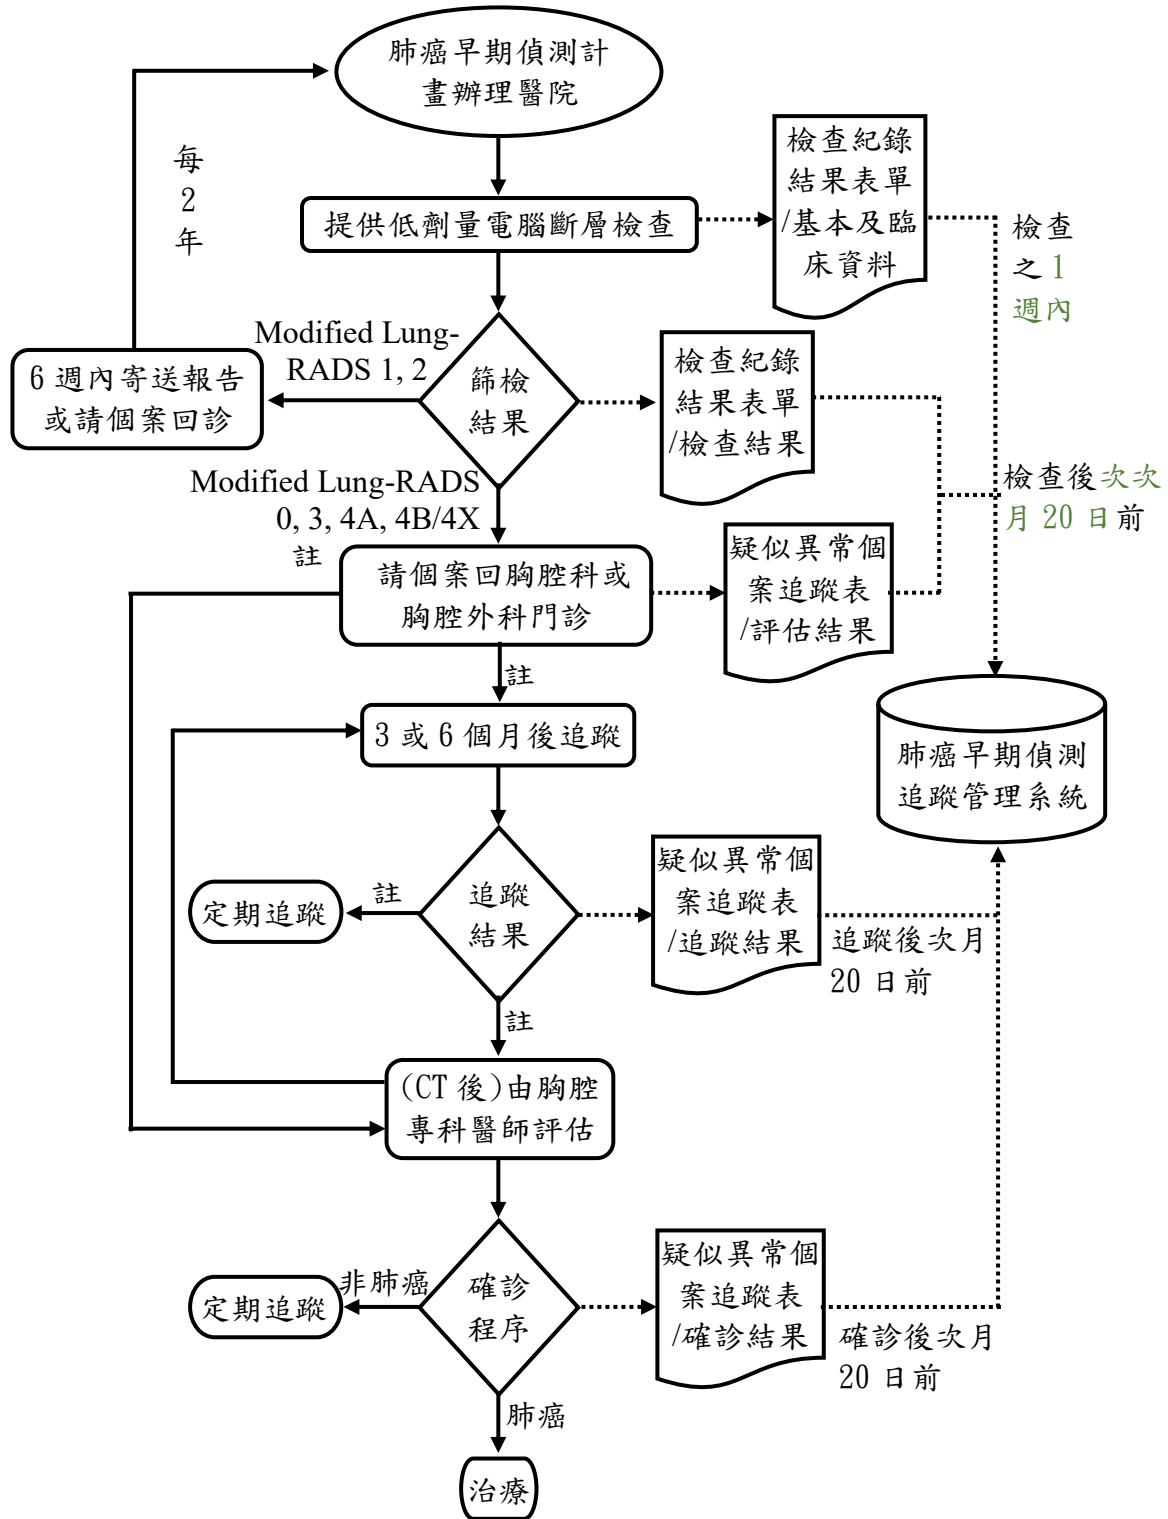 肺癌早期偵測計
畫辦理醫院
每
2
年
提供低劑量電腦斷層檢查
檢查紀錄
結果表單
/基本及臨
床資料
檢查
之1
週內
Modified Lung-
RADS 1, 2
6 週內寄送報告
或請個案回診
篩檢
結果
檢查紀錄
結果表單
/檢查結果
Modified Lung-RADS
0, 3, 4A, 4B/4X
註
檢查後次次
月 20 日前
請個案回胸腔科或
胸腔外科門診
疑似異常個
案追蹤表
/評估結果
註
3 或 6 個月後追蹤
肺癌早期偵測
追蹤管理系統
定期追蹤
註
追蹤
結果
疑似異常個
案追蹤表
/追蹤結果
追蹤後次月
20 日前
註
(CT 後)由胸腔
專科醫師評估
定期追蹤
非肺癌
確診
程序
疑似異常個
案追蹤表
/確診結果
確診後次月
20 日前
肺癌
治療